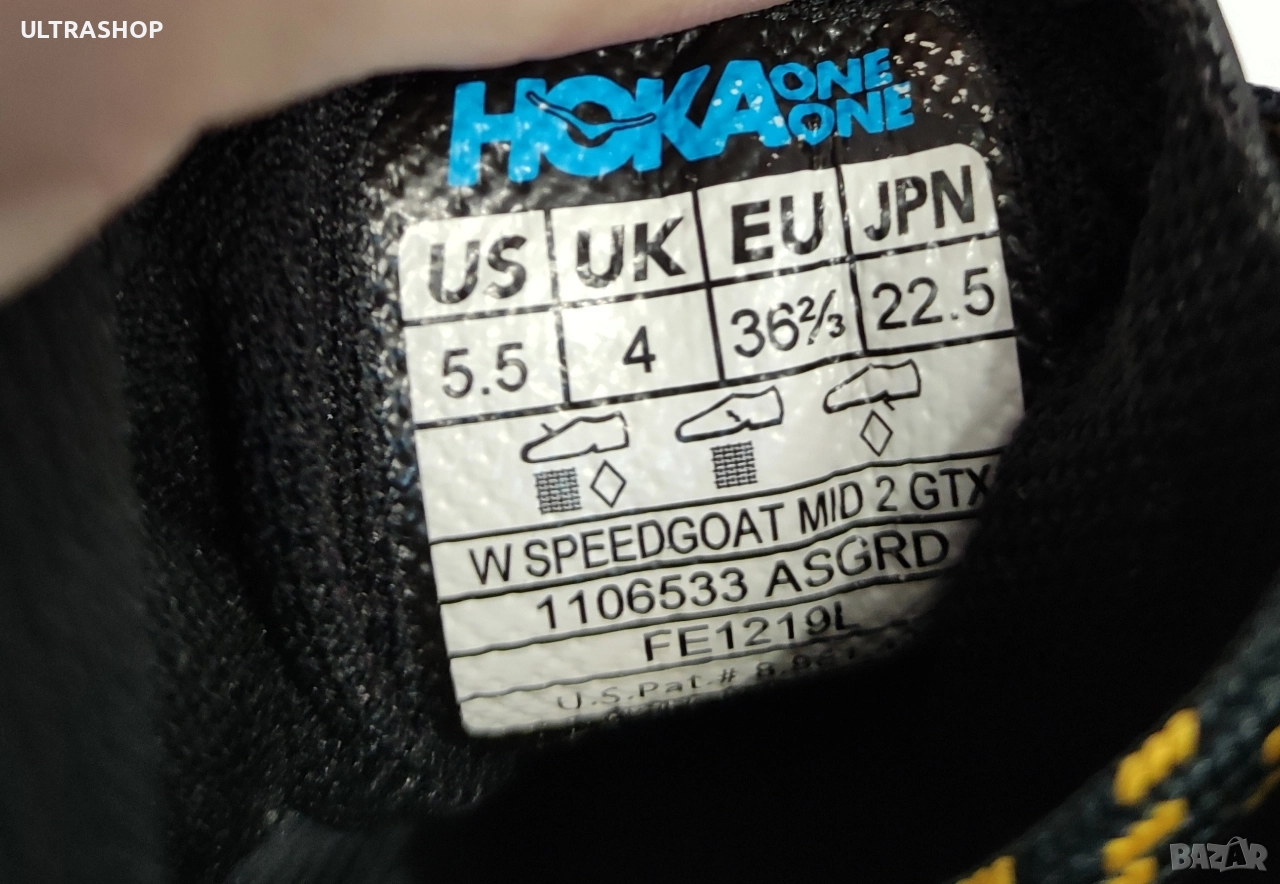 ULTRASHOP
HOKA ONE ONE
US UK EU JPN
5.5 4 36⅔ 22.5
W SPEEDGOAT MID 2 GTX
1106533 ASGRD
FE1219L
U.S.Pat.#
BAZAR